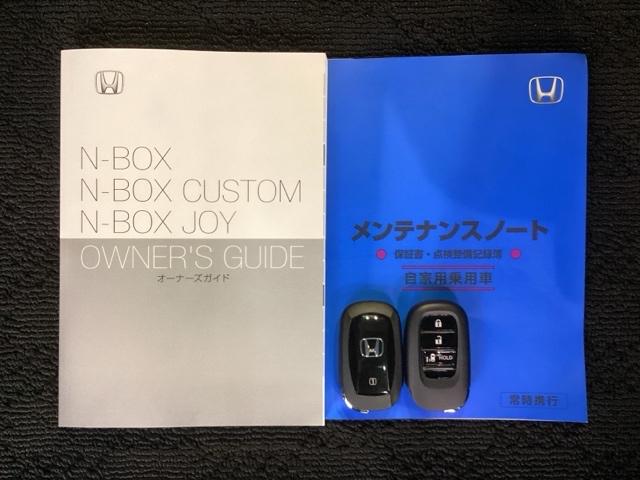 N-BOX
N-BOX CUSTOM
N-BOX JOY
OWNER'S GUIDE
オーナーズガイド
メンテナンスノート
保証書・点検整備記録簿
自家用乗用車
HOLD
常時携行